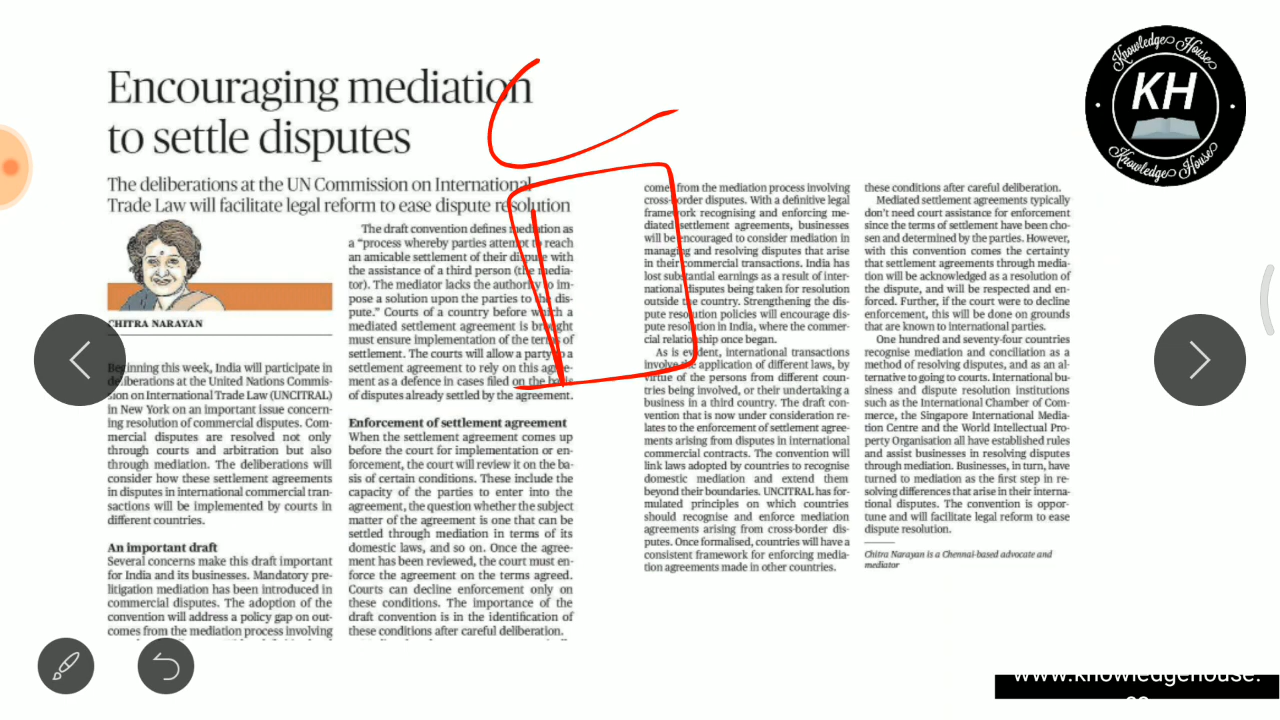 Encouraging mediation
to settle disputes
The deliberations at the UN Commission on International
Trade Law will facilitate legal reform to ease dispute resolution
CHITRA NARAYAN
Beginning this week, India will participate in
deliberations at the United Nations Commis-
sion on International Trade Law (UNCITRAL)
in New York on an important issue concern-
ing resolution of commercial disputes. Com-
mercial disputes are resolved not only
through courts and arbitration but also
through mediation. The deliberations will
consider how these settlement agreements
in disputes in international commercial tran-
sactions will be implemented by courts in
different countries.
An important draft
Several concerns make this draft important
for India and its businesses. Mandatory pre-
litigation mediation has been introduced in
commercial disputes. The adoption of the
convention will address a policy gap on out-
comes from the mediation process involving
The draft convention defines mediation as
a "process whereby parties attempt to reach
an amicable settlement of their dispute with
the assistance of a third person (the media-
tor). The mediator lacks the authority to im-
pose a solution upon the parties to the dis-
pute." Courts of a country before which a
mediated settlement agreement is brought
must ensure implementation of the terms of
settlement. The courts will allow a party to a
settlement agreement to rely on this agree-
ment as a defence in cases filed on the basis
of disputes already settled by the agreement.
Enforcement of settlement agreement
When the settlement agreement comes up
before the court for implementation or en-
forcement, the court will review it on the ba-
sis of certain conditions. These include the
capacity of the parties to enter into the
agreement, the question whether the subject
matter of the agreement is one that can be
settled through mediation in terms of its
domestic laws, and so on. Once the agree-
ment has been reviewed, the court must en-
force the agreement on the terms agreed.
Courts can decline enforcement only on
these conditions. The importance of the
draft convention is in the identification of
these conditions after careful deliberation.
comes from the mediation process involving
cross-border disputes. With a definitive legal
framework recognising and enforcing me-
diated settlement agreements, businesses
will be encouraged to consider mediation in
managing and resolving disputes that arise
in their commercial transactions. India has
lost substantial earnings as a result of inter-
national disputes being taken for resolution
outside the country. Strengthening the dis-
pute resolution policies will encourage dis-
pute resolution in India, where the commer-
cial relationship once began.
As is evident, international transactions
involve the application of different laws, by
virtue of the persons from different coun-
tries being involved, or their undertaking a
business in a third country. The draft con-
vention that is now under consideration re-
lates to the enforcement of settlement agree-
ments arising from disputes in international
commercial contracts. The convention will
link laws adopted by countries to recognise
domestic mediation and extend them
beyond their boundaries. UNCITRAL has for-
mulated principles on which countries
should recognise and enforce mediation
agreements arising from cross-border dis-
putes. Once formalised, countries will have a
consistent framework for enforcing media-
tion agreements made in other countries.
these conditions after careful deliberation.
Mediated settlement agreements typically
don't need court assistance for enforcement
since the terms of settlement have been cho-
sen and determined by the parties. However,
with this convention comes the certainty
that settlement agreements through media-
tion will be acknowledged as a resolution of
the dispute, and will be respected and en-
forced. Further, if the court were to decline
enforcement, this will be done on grounds
that are known to international parties.
One hundred and seventy-four countries
recognise mediation and conciliation as a
method of resolving disputes, and as an al-
ternative to going to courts. International bu-
siness and dispute resolution institutions
such as the International Chamber of Com-
merce, the Singapore International Media-
tion Centre and the World Intellectual Pro-
perty Organisation all have established rules
and assist businesses in resolving disputes
through mediation. Businesses, in turn, have
turned to mediation as the first step in re-
solving differences that arise in their interna-
tional disputes. The convention is oppor-
tune and will facilitate legal reform to ease
dispute resolution.
Chitra Narayan is a Chennai-based advocate and
mediator
Knowledge House
KH
Knowledge House
www.knowledgehouse.